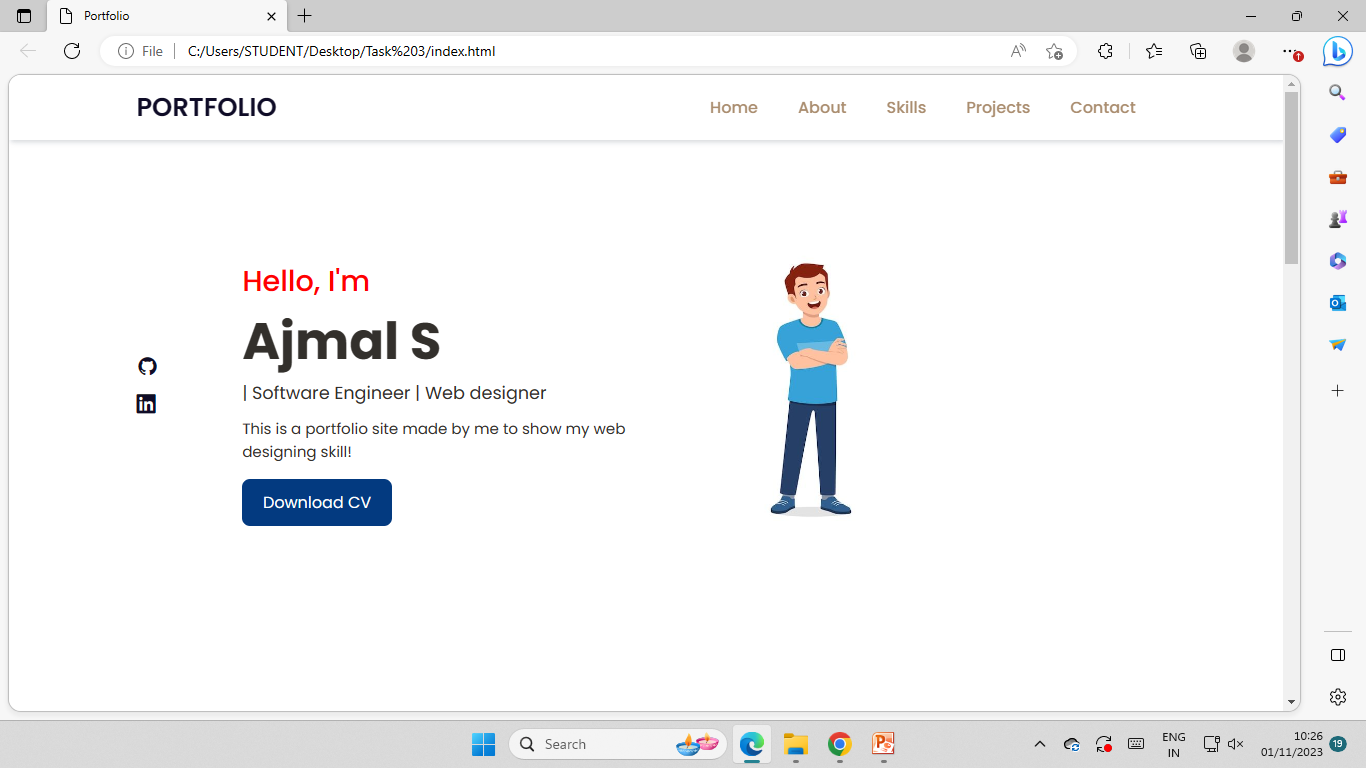 Portfolio
File
C:/Users/STUDENT/Desktop/Task%203/index.html
PORTFOLIO
Home
About
Skills
Projects
Contact
Hello, I'm
Ajmal S
| Software Engineer | Web designer
This is a portfolio site made by me to show my web
designing skill!
Download CV
Search
ENG
IN
10:26
01/11/2023
19